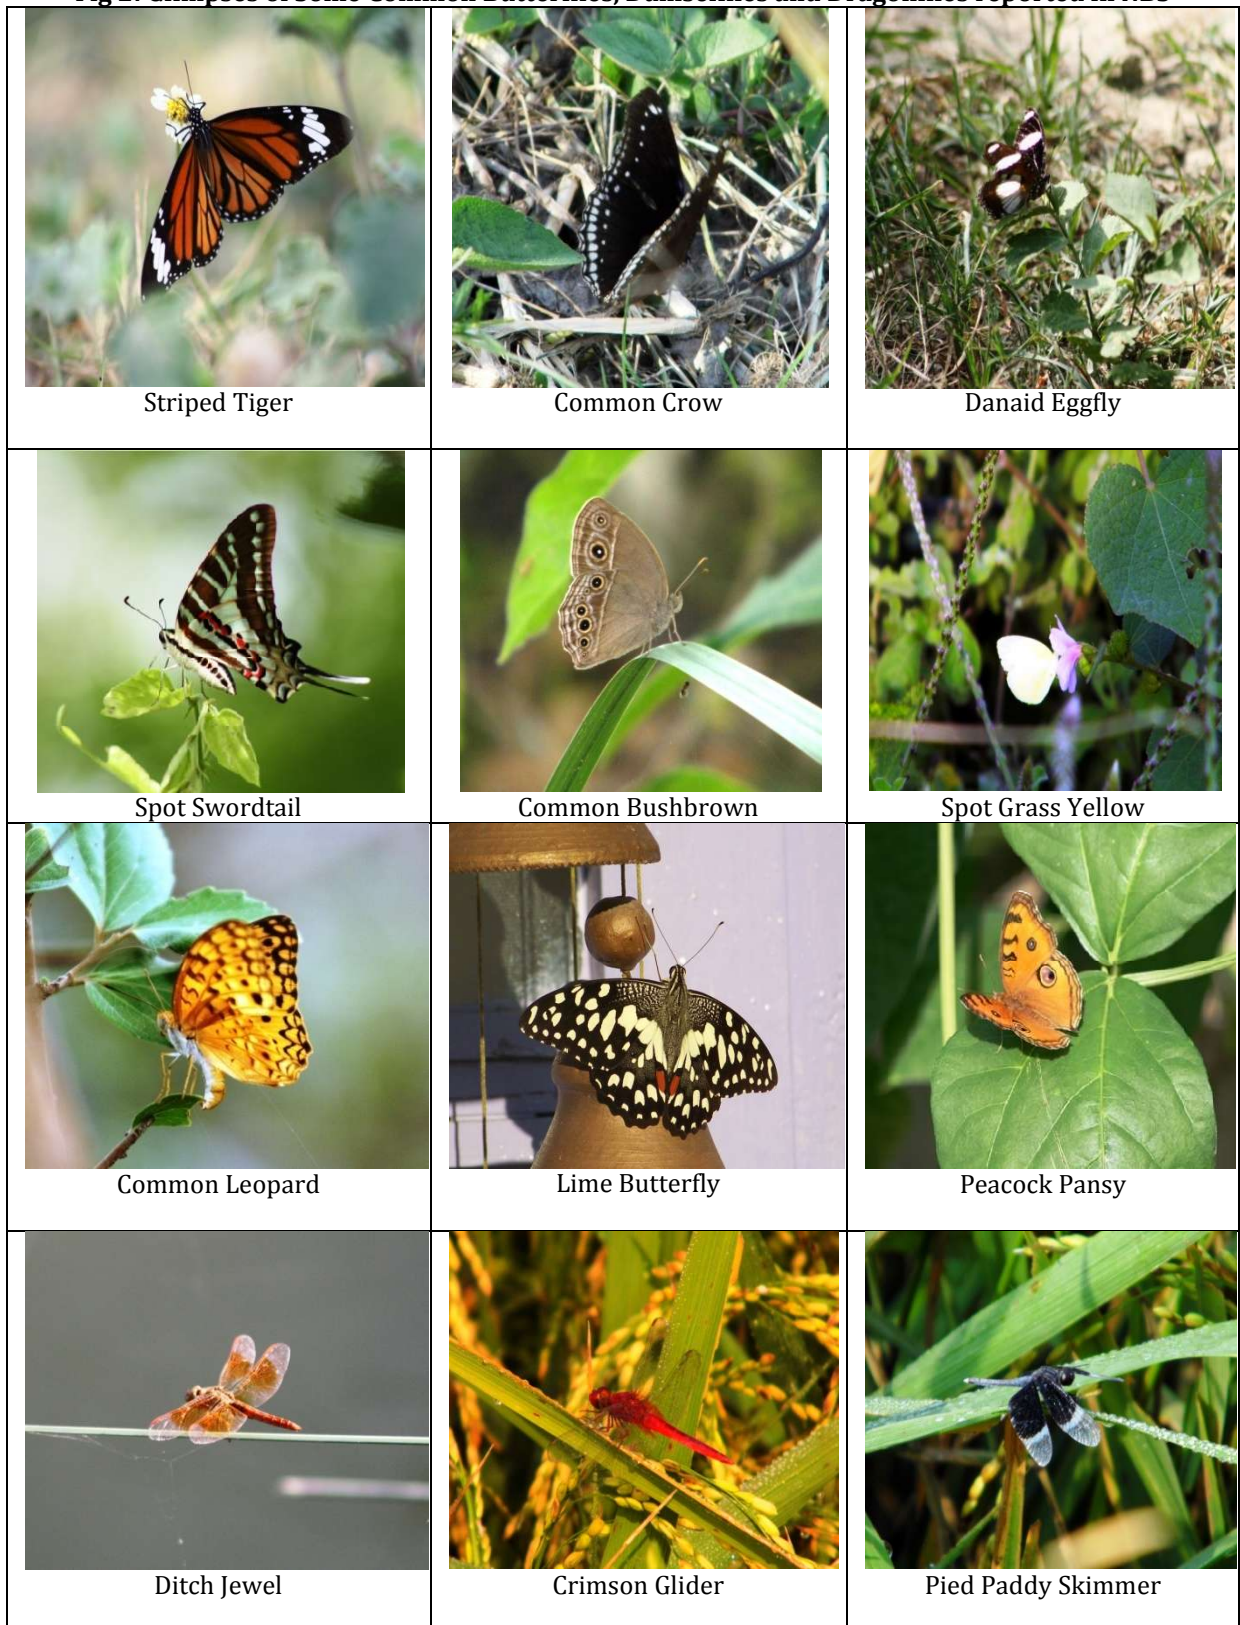 Striped Tiger
Common Crow
Danaid Eggfly
Spot Swordtail
Common Bushbrown
Spot Grass Yellow
Common Leopard
Lime Butterfly
Peacock Pansy
Ditch Jewel
Crimson Glider
Pied Paddy Skimmer